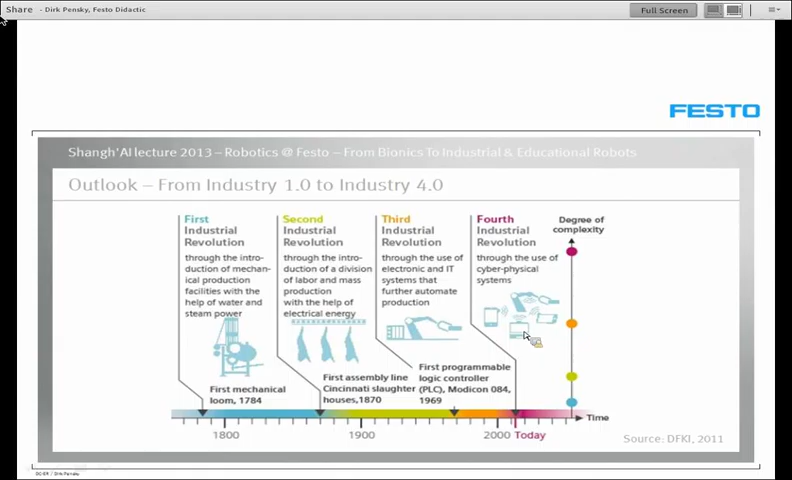 Share - Dirk Pensky, Festo Didactic
Full Screen
FESTO
Shangh'AI lecture 2013 – Robotics @ Festo – From Bionics To Industrial & Educational Robots
Outlook – From Industry 1.0 to Industry 4.0
First
Industrial
Revolution
through the intro-
duction of mechan-
ical production
facilities with the
help of water and
steam power
Second
Industrial
Revolution
through the intro-
duction of a division
of labor and mass
production
with the help of
electrical energy
Third
Industrial
Revolution
through the use of
electronic and IT
systems that
further automate
production
Fourth
Industrial
Revolution
through the use of
cyber-physical
systems
Degree of
complexity
First mechanical
loom, 1784
First assembly line
Cincinnati slaughter
houses,1870
First programmable
logic controller
(PLC), Modicon 084,
1969
Time
1800
1900
2000
Today
Source: DFKI, 2011
DC-ER / Dirk Pensky